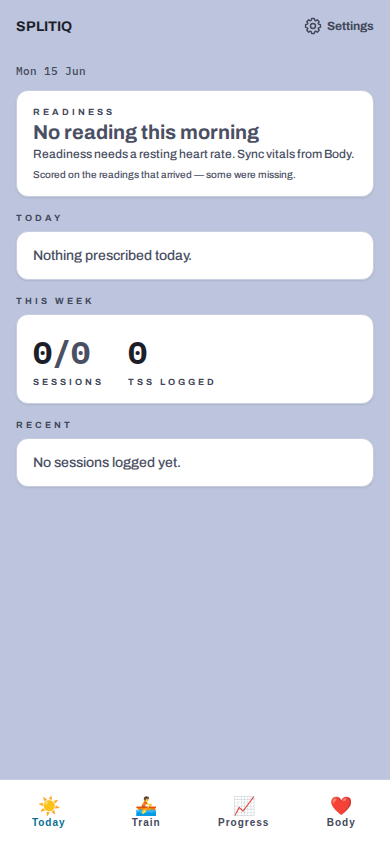 SPLITIQ
Settings
Mon 15 Jun
READINESS
No reading this morning
Readiness needs a resting heart rate. Sync vitals from Body.
Scored on the readings that arrived — some were missing.
TODAY
Nothing prescribed today.
THIS WEEK
0/0 0
SESSIONS TSS LOGGED
RECENT
No sessions logged yet.
Today Train Progress Body